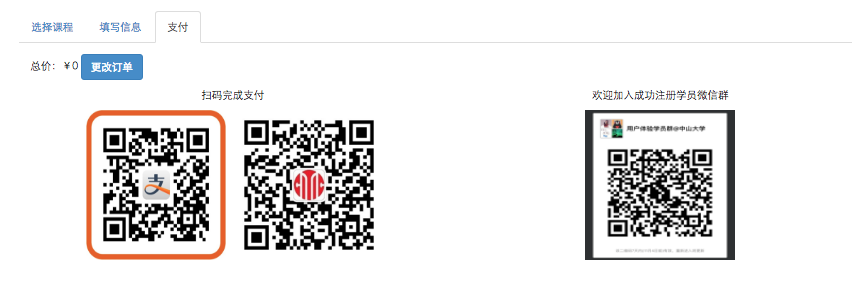 选择课程
填写信息
支付
总价: ￥0 更改订单
扫码完成支付
欢迎加入成功注册学员微信群
支
用户体验学员群@中山大学